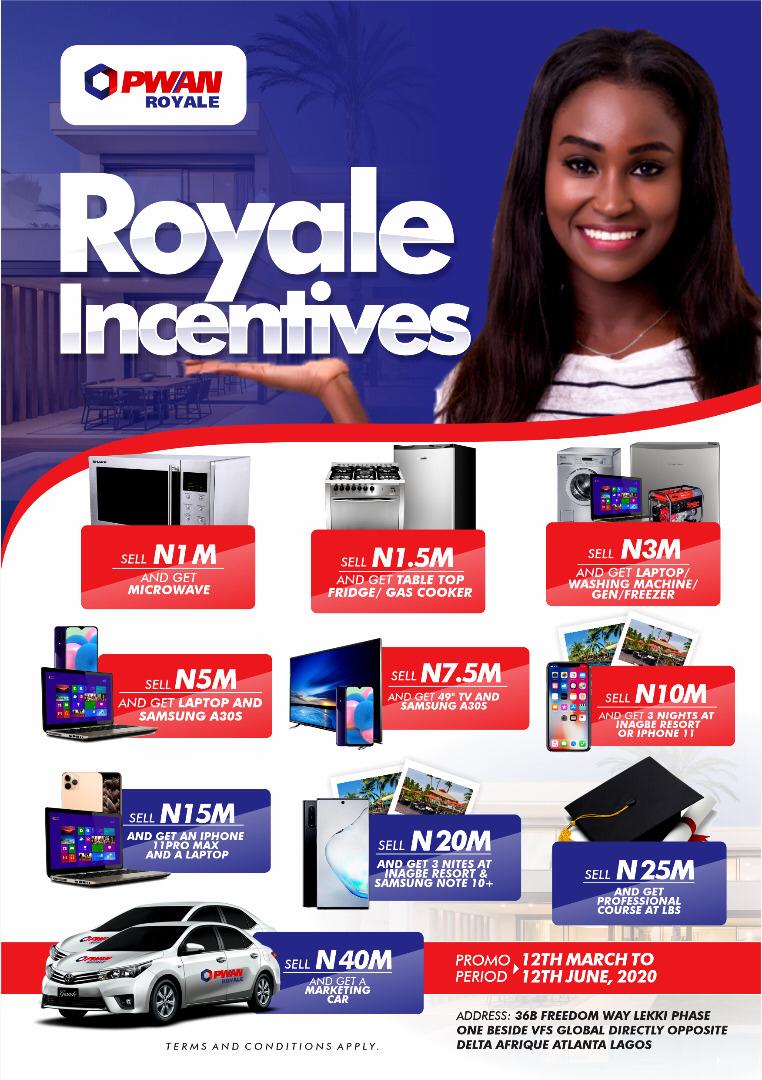 PWAN
ROYALE
Royale
Incentives
SELL N1M
AND GET
MICROWAVE
SELL N1.5M
AND GET TABLE TOP
FRIDGE/ GAS COOKER
SELL N3M
AND GET LAPTOP/
WASHING MACHINE/
GEN/FREEZER
SELL N5M
AND GET LAPTOP AND
SAMSUNG A30S
SELL N7.5M
AND GET 49" TV AND
SAMSUNG A30S
SELL N10M
AND GET 3 NIGHTS AT
INAGBE RESORT
OR IPHONE 11
SELL N15M
AND GET AN IPHONE
11PRO MAX
AND A LAPTOP
SELL N20M
AND GET 3 NITES AT
INAGBE RESORT &
SAMSUNG NOTE 10+
SELL N25M
AND GET
PROFESSIONAL
COURSE AT LBS
PWAN
ROYALE
SELL N40M
AND GET A
MARKETING
CAR
PROMO PERIOD
12TH MARCH TO
12TH JUNE, 2020
ADDRESS: 36B FREEDOM WAY LEKKI PHASE
ONE BESIDE VFS GLOBAL DIRECTLY OPPOSITE
DELTA AFRIQUE ATLANTA LAGOS
TERMS AND CONDITIONS APPLY.